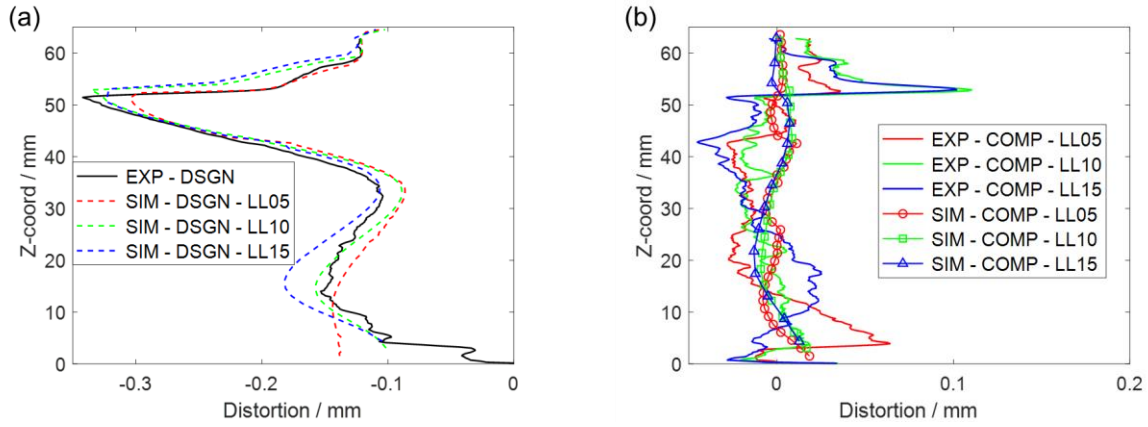 (a)
60
50
40
30
20
10
0
Z-coord / mm
EXP - DSGN
SIM - DSGN - LL05
SIM - DSGN - LL10
SIM - DSGN - LL15
-0.3
-0.2
-0.1
0
Distortion / mm
(b)
60
50
40
30
20
10
0
Z-coord / mm
EXP - COMP - LL05
EXP - COMP - LL10
EXP - COMP - LL15
SIM - COMP - LL05
SIM - COMP - LL10
SIM - COMP - LL15
0
0.1
0.2
Distortion / mm